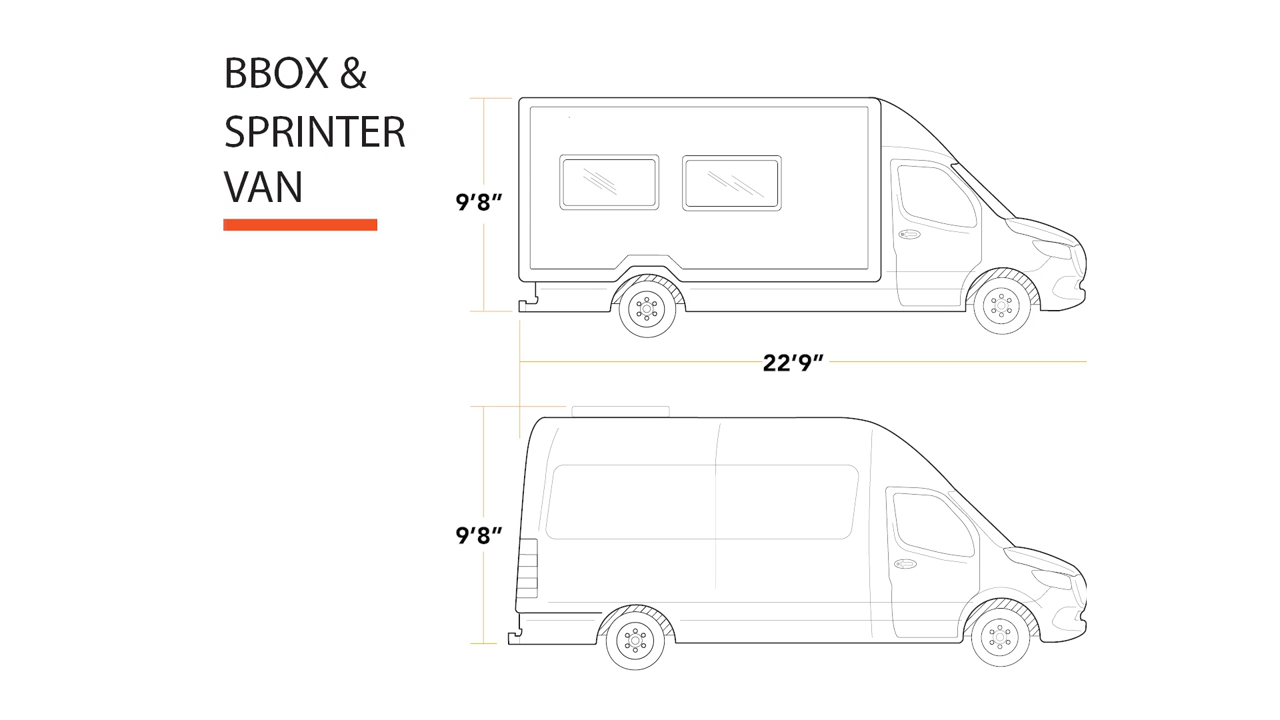 BBOX &
SPRINTER
VAN
9’8”
22’9”
9’8”